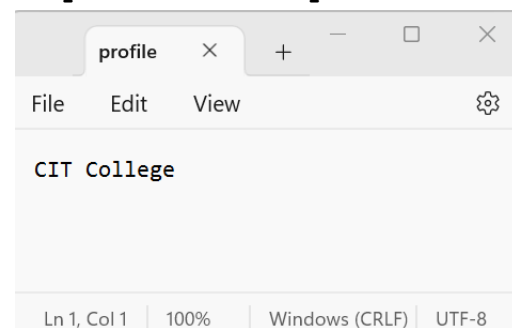 profile
File Edit View
CIT College
Ln 1, Col 1 100% Windows (CRLF) UTF-8